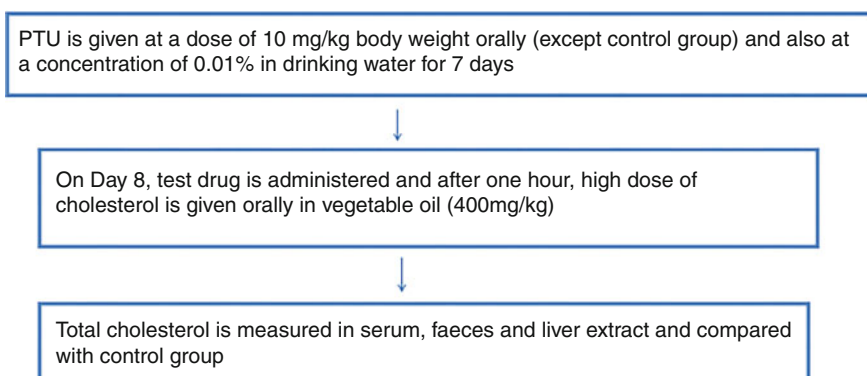 PTU is given at a dose of 10 mg/kg body weight orally (except control group) and also at
a concentration of 0.01% in drinking water for 7 days
On Day 8, test drug is administered and after one hour, high dose of
cholesterol is given orally in vegetable oil (400mg/kg)
Total cholesterol is measured in serum, faeces and liver extract and compared
with control group